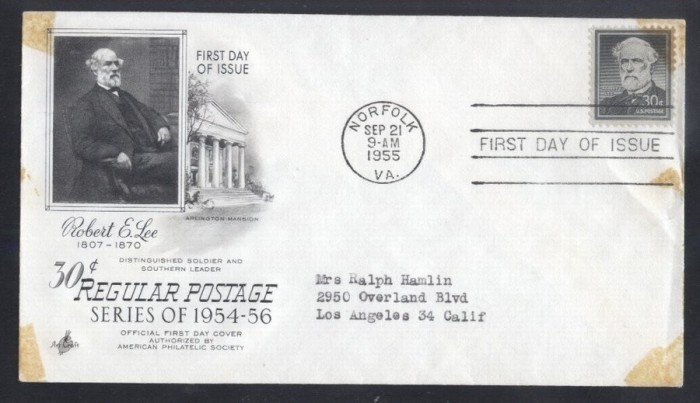 FIRST DAY
OF ISSUE
ARLINGTON MANSION
Robert E. Lee
1807-1870
DISTINGUISHED SOLDIER AND
SOUTHERN LEADER
30¢
REGULAR POSTAGE
SERIES OF 1954-56
OFFICIAL FIRST DAY COVER
AUTHORIZED BY
AMERICAN PHILATELIC SOCIETY
ArtCraft
NORFOLK
SEP 21
9-AM
1955
VA.
30¢
U.S. POSTAGE
FIRST DAY OF ISSUE
Mrs Ralph Hamlin
2950 Overland Blvd
Los Angeles 34 Calif